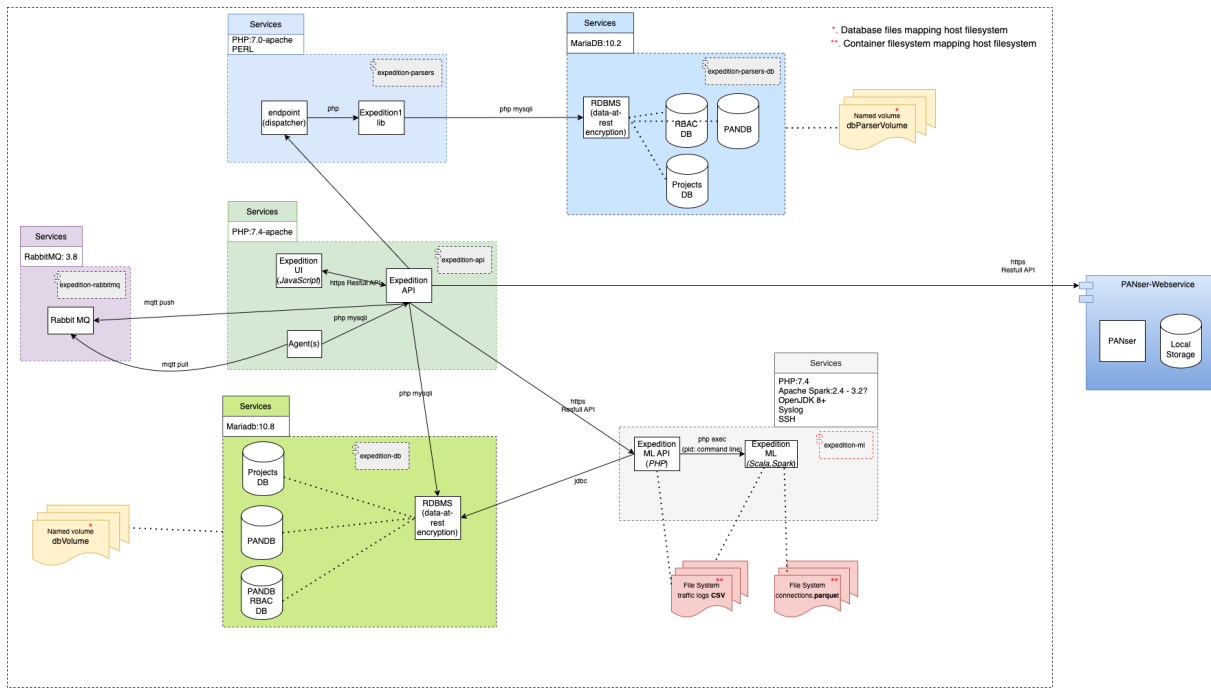 Services
PHP:7.0-apache
PERL
expedition-parsers
endpoint
(dispatcher)
php
Expedition1
lib
php mysqli
Services
MariaDB:10.2
expedition-parsers-db
RDBMS
(data-at-
rest
encryption)
RBAC
DB
PANDB
Projects
DB
*. Database files mapping host filesystem
**. Container filesystem mapping host filesystem
Named volume *
dbParserVolume
Services
RabbitMQ: 3.8
expedition-rabbitmq
Rabbit MQ
mqtt push
mqtt pull
Services
PHP:7.4-apache
expedition-api
Expedition
UI
(JavaScript)
https Resfull API
Expedition
API
php mysqli
Agent(s)
https
Resfull API
PANser-Webservice
PANser
Local
Storage
php mysqli
https
Resfull API
Services
PHP:7.4
Apache Spark:2.4 - 3.2?
OpenJDK 8+
Syslog
SSH
expedition-ml
Expedition
ML API
(PHP)
php exec
(pid: command line)
Expedition
ML
(Scala,Spark)
jdbc
Services
Mariadb:10.8
expedition-db
Projects
DB
PANDB
PANDB
RBAC
DB
RDBMS
(data-at-
rest
encryption)
Named volume *
dbVolume
File System **
traffic logs CSV
File System **
connections.parquet